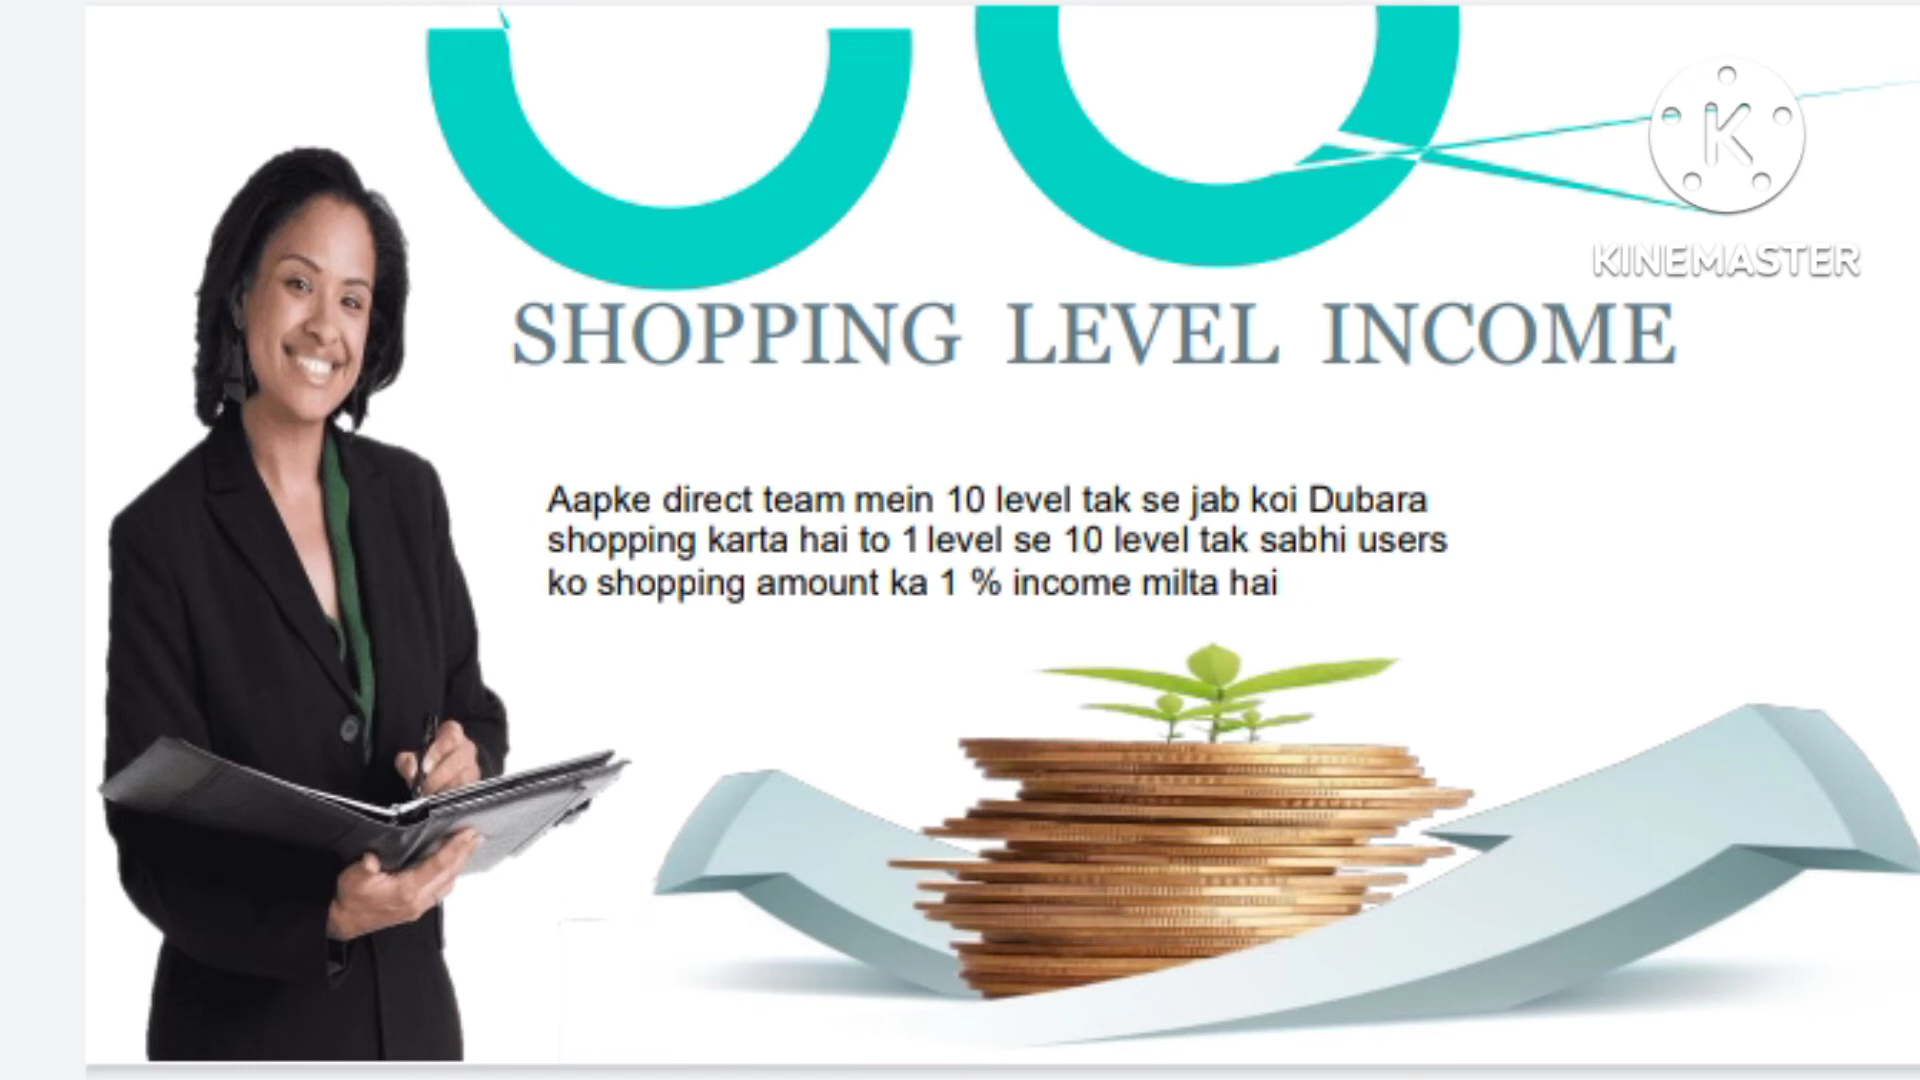 KINEMASTER
SHOPPING LEVEL INCOME
Aapke direct team mein 10 level tak se jab koi Dubara
shopping karta hai to 1 level se 10 level tak sabhi users
ko shopping amount ka 1 % income milta hai